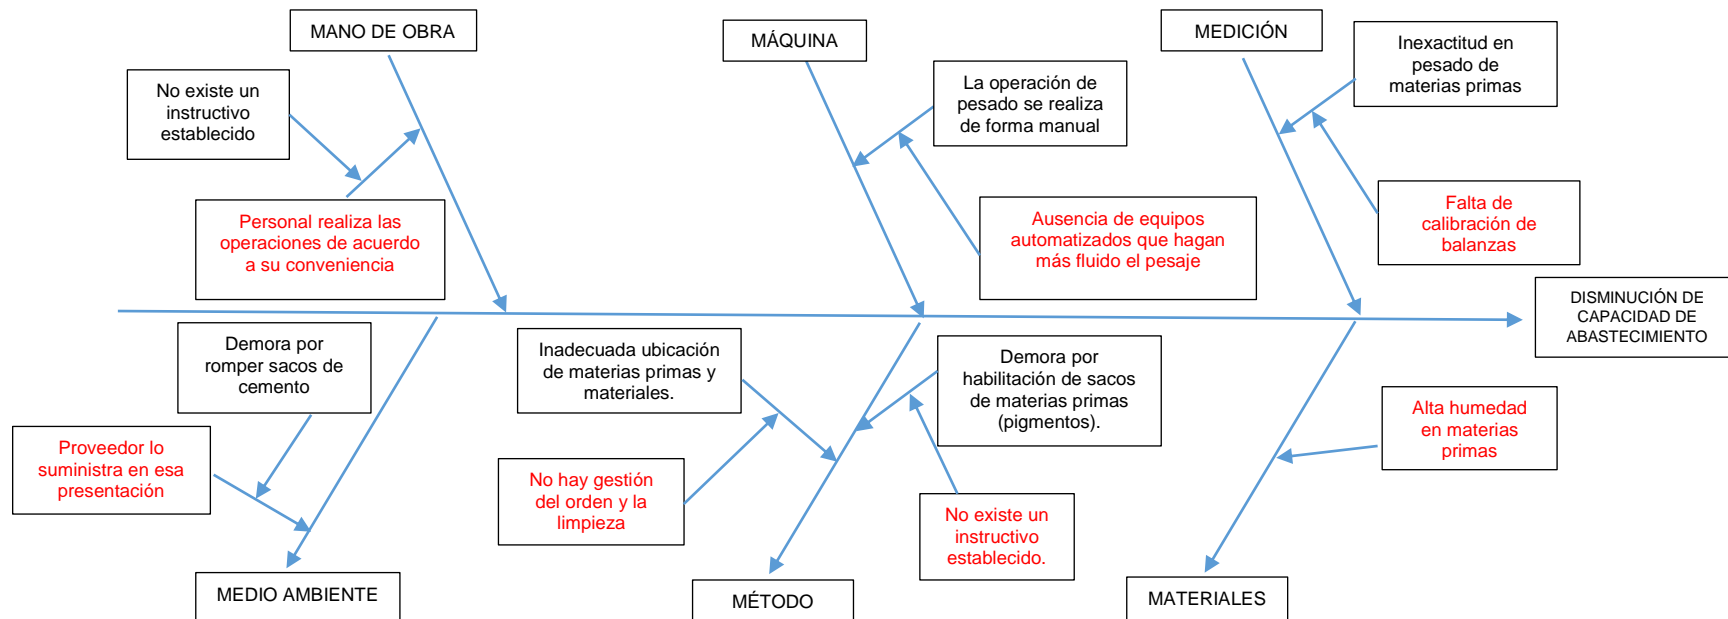 MANO DE OBRA
MÁQUINA
MEDICIÓN
Inexactitud en
pesado de
materias primas
No existe un
instructivo
establecido
La operación de
pesado se realiza
de forma manual
Personal realiza las
operaciones de acuerdo
a su conveniencia
Ausencia de equipos
automatizados que hagan
más fluido el pesaje
Falta de
calibración de
balanzas
DISMINUCIÓN DE
CAPACIDAD DE
ABASTECIMIENTO
Demora por
romper sacos de
cemento
Inadecuada ubicación
de materias primas y
materiales.
Demora por
habilitación de sacos
de materias primas
(pigmentos).
Alta humedad
en materias
primas
Proveedor lo
suministra en esa
presentación
No hay gestión
del orden y la
limpieza
No existe un
instructivo
establecido.
MEDIO AMBIENTE
MÉTODO
MATERIALES